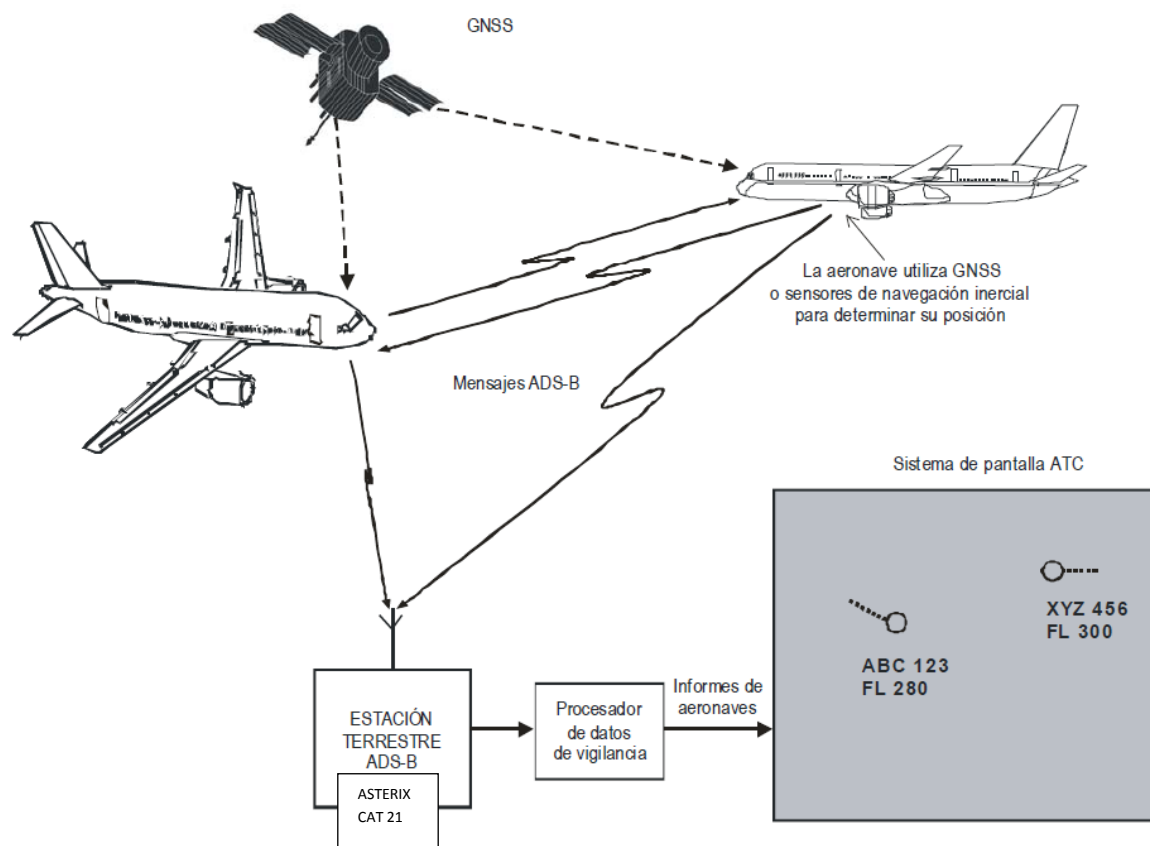 GNSS
La aeronave utiliza GNSS
o sensores de navegación inercial
para determinar su posición
Mensajes ADS-B
Sistema de pantalla ATC
XYZ 456
FL 300
ABC 123
FL 280
Informes de
aeronaves
Procesador
de datos
de vigilancia
ESTACIÓN
TERRESTRE
ADS-B
ASTERIX
CAT 21